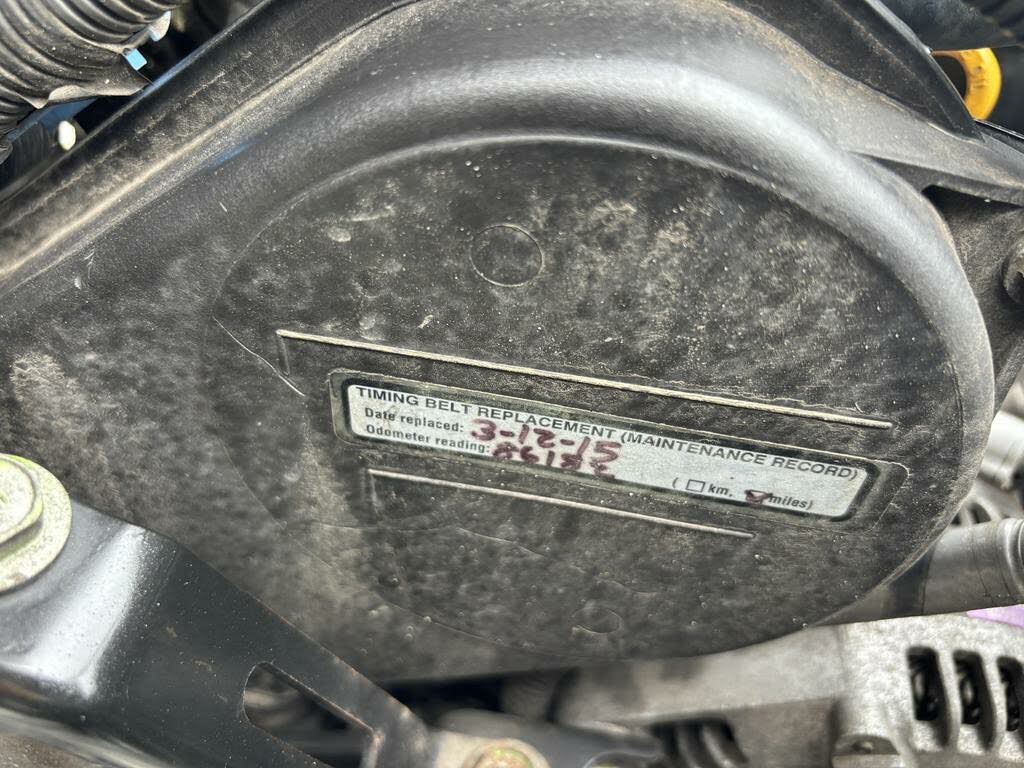 TIMING BELT REPLACEMENT (MAINTENANCE RECORD)
Date replaced: 3-12-15
Odometer reading:
( km, miles)